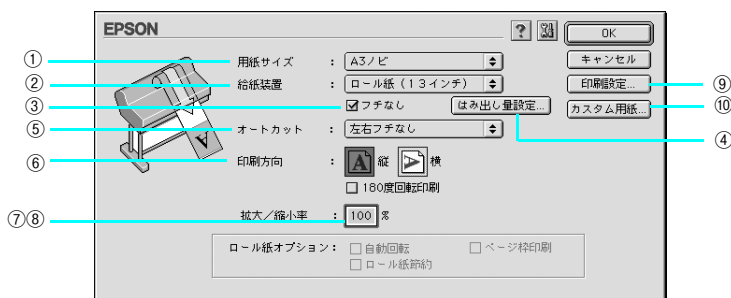 EPSON
? OK
① 用紙サイズ : A3ノビ キャンセル
② 給紙装置 : ロール紙(13インチ) 印刷設定... ⑨
③ フチなし はみ出し量設定... カスタム用紙... ⑩
④
⑤ オートカット : 左右フチなし
⑥ 印刷方向 : 縦 横
180度回転印刷
⑦⑧ 拡大/縮小率 : 100 %
ロール紙オプション: 自動回転 ページ枠印刷
ロール紙節約